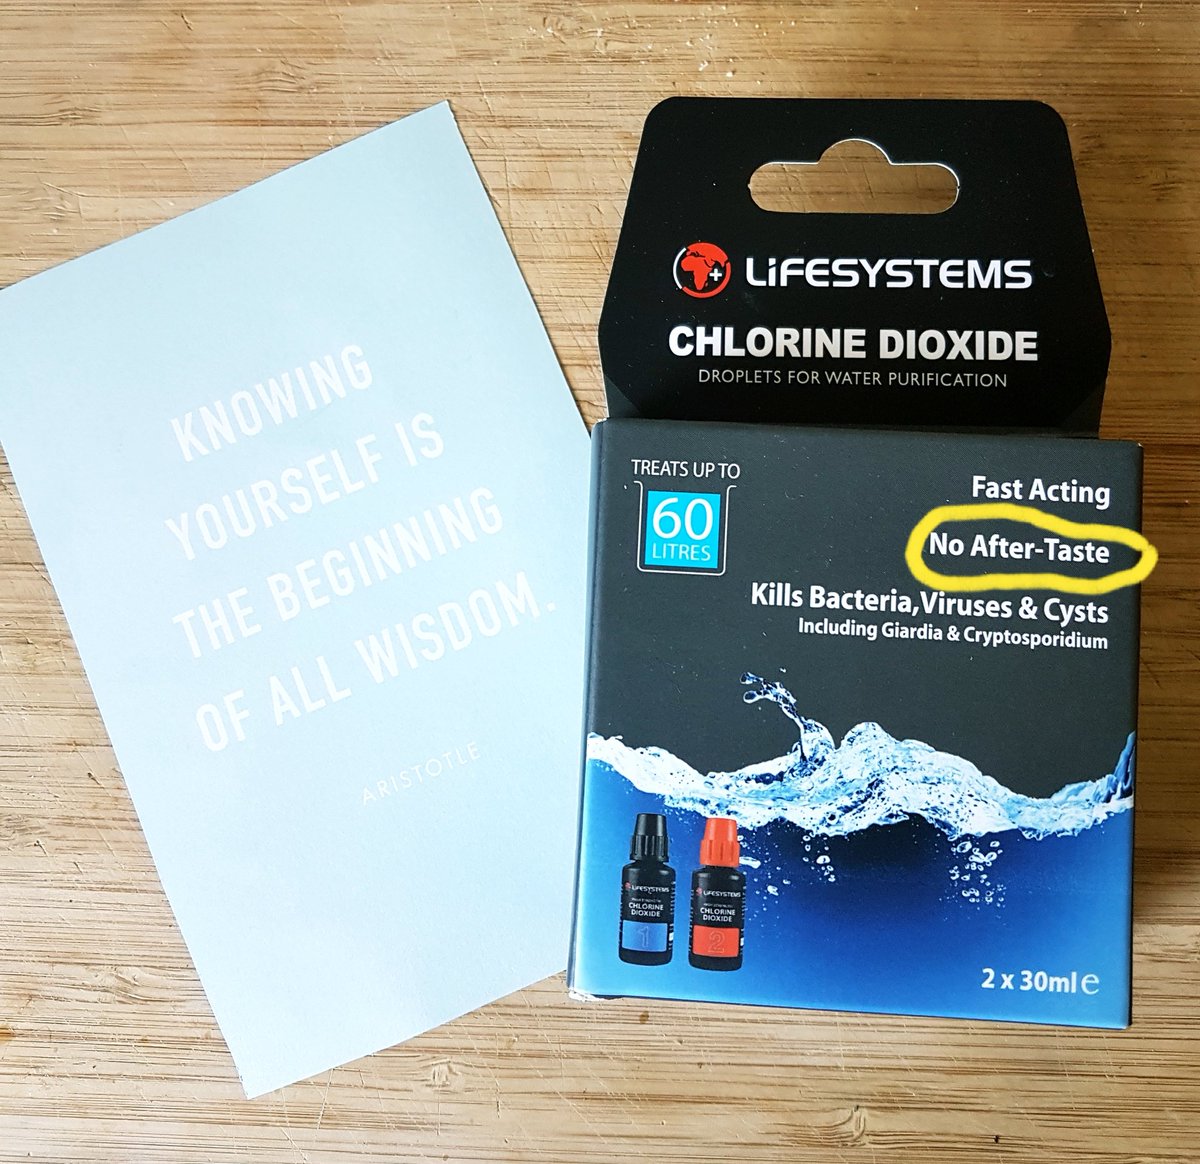 KNOWING
YOURSELF IS
THE BEGINNING
OF ALL WISDOM.
ARISTOTLE
LiFESYSTEMS
CHLORINE DIOXIDE
DROPLETS FOR WATER PURIFICATION
TREATS UP TO
60
LITRES
Fast Acting
No After-Taste
Kills Bacteria, Viruses & Cysts
Including Giardia & Cryptosporidium
LiFESYSTEMS
CHLORINE
DIOXIDE
1
LiFESYSTEMS
CHLORINE
DIOXIDE
2
2 x 30ml e